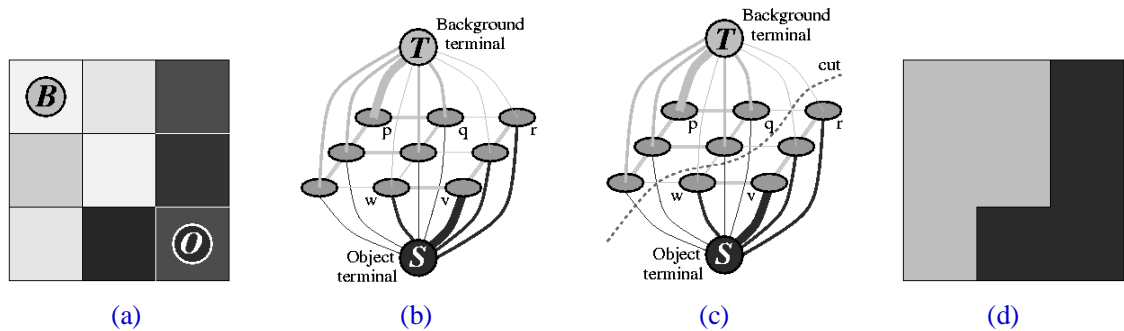 B
O
(a)
Background
terminal
T
p
q
r
w
v
Object
terminal
S
(b)
Background
terminal
T
cut
p
q
r
w
v
Object
terminal
S
(c)
(d)